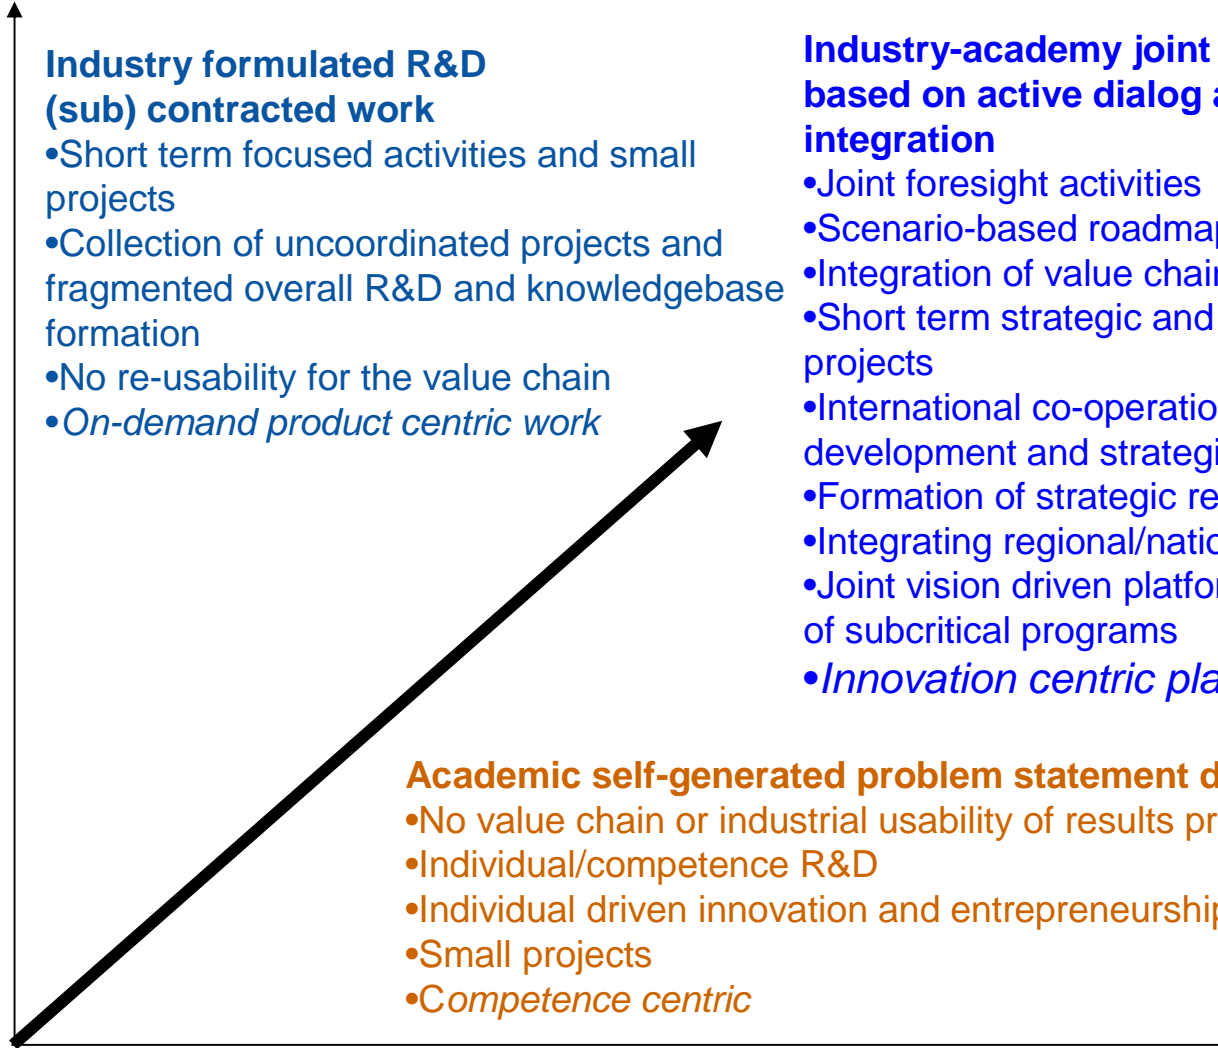 Industry formulated R&D
(sub) contracted work
•Short term focused activities and small
projects
•Collection of uncoordinated projects and
fragmented overall R&D and knowledgebase
formation
•No re-usability for the value chain
•On-demand product centric work
Industry-academy joint
based on active dialog
integration
•Joint foresight activities
•Scenario-based
•Integration of value
•Short term strategic and
projects
•International
development and
•Formation of strategic
•Integrating
•Joint vision driven
of subcritical programs
•Innovation centric
Academic self-generated problem statement
•No value chain or industrial usability of results
•Individual/competence R&D
•Individual driven innovation and
•Small projects
•Competence centric